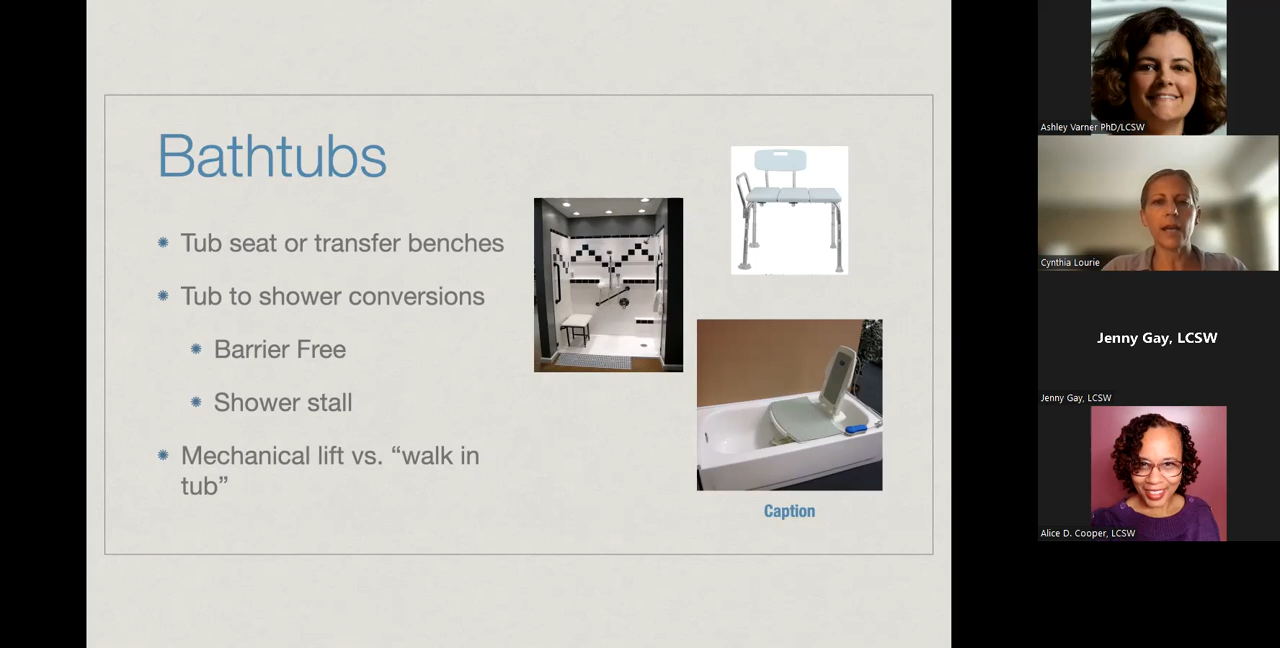 Bathtubs
Tub seat or transfer benches
Tub to shower conversions
Barrier Free
Shower stall
Mechanical lift vs. “walk in
tub”
Caption
Ashley Varner PhD/LCSW
Cynthia Lourie
Jenny Gay, LCSW
Jenny Gay, LCSW
Alice D. Cooper, LCSW